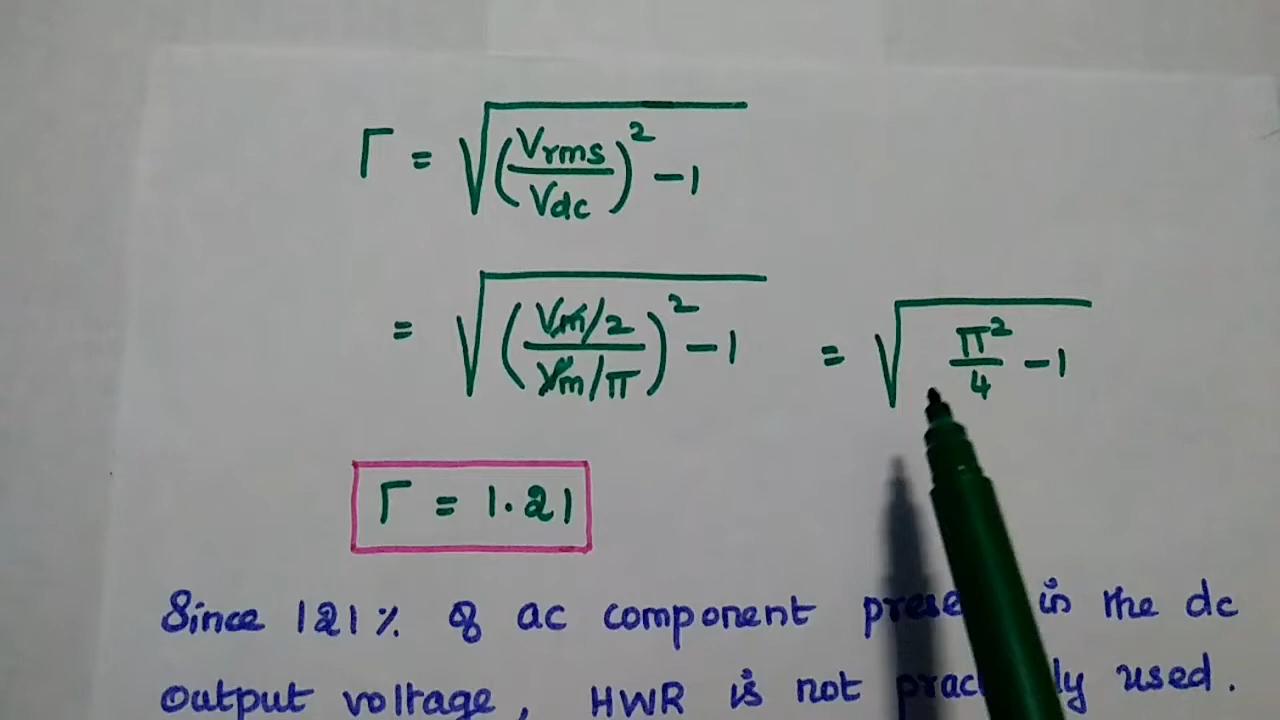 Γ = √((Vrms/Vdc)² − 1)
= √((Vm/2)/(Vm/π))² − 1 = √(π²/4 − 1)
Γ = 1.21
Since 121% of ac component in the dc
output voltage, HWR is not used.